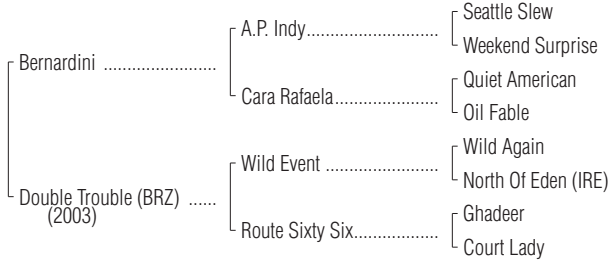 Seattle Slew
A.P. Indy
Weekend Surprise
Bernardini
Quiet American
Cara Rafaela
Oil Fable
Wild Again
Wild Event
North Of Eden (IRE)
Double Trouble (BRZ)
(2003)
Ghadeer
Route Sixty Six
Court Lady